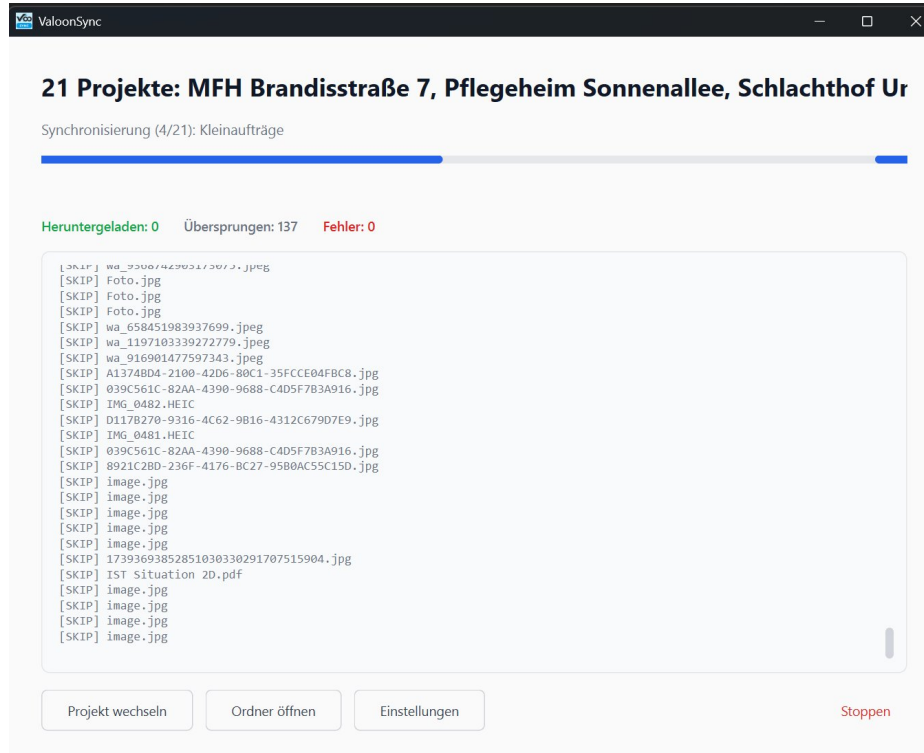 ValoonSync
21 Projekte: MFH Brandisstraße 7, Pflegeheim Sonnenallee, Schlachthof Ur
Synchronisierung (4/21): Kleinaufträge
Heruntergeladen: 0 Übersprungen: 137 Fehler: 0
[SKIP] wa_9368742903173075.jpeg
[SKIP] Foto.jpg
[SKIP] Foto.jpg
[SKIP] Foto.jpg
[SKIP] wa_658451983937699.jpeg
[SKIP] wa_1197103339272779.jpeg
[SKIP] wa_916901477597343.jpeg
[SKIP] A1374BD4-2100-42D6-80C1-35FCCE04FBC8.jpg
[SKIP] 039C561C-82AA-4390-9688-C4D5F7B3A916.jpg
[SKIP] IMG_0482.HEIC
[SKIP] D117B270-9316-4C62-9B16-4312C679D7E9.jpg
[SKIP] IMG_0481.HEIC
[SKIP] 039C561C-82AA-4390-9688-C4D5F7B3A916.jpg
[SKIP] 8921C2BD-236F-4176-BC27-95B0AC55C15D.jpg
[SKIP] image.jpg
[SKIP] image.jpg
[SKIP] image.jpg
[SKIP] image.jpg
[SKIP] image.jpg
[SKIP] 17393693852851030330291707515904.jpg
[SKIP] IST Situation 2D.pdf
[SKIP] image.jpg
[SKIP] image.jpg
[SKIP] image.jpg
[SKIP] image.jpg
Projekt wechseln Ordner öffnen Einstellungen Stoppen